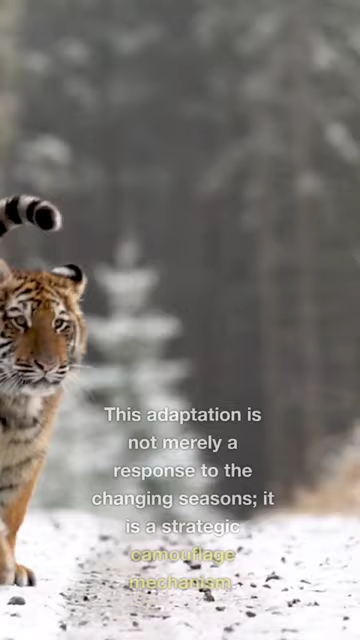 This adaptation is
not merely a
response to the
changing seasons; it
is a strategic
camouflage
mechanism